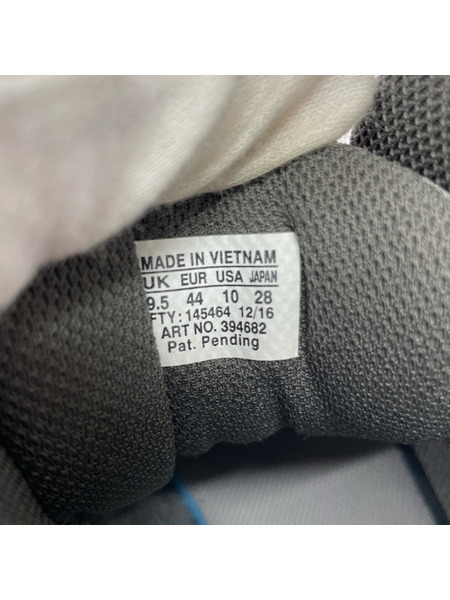 MADE IN VIETNAM
UK EUR USA JAPAN
9.5 44 10 28
FTY: 145464 12/16
ART NO. 394682
Pat. Pending